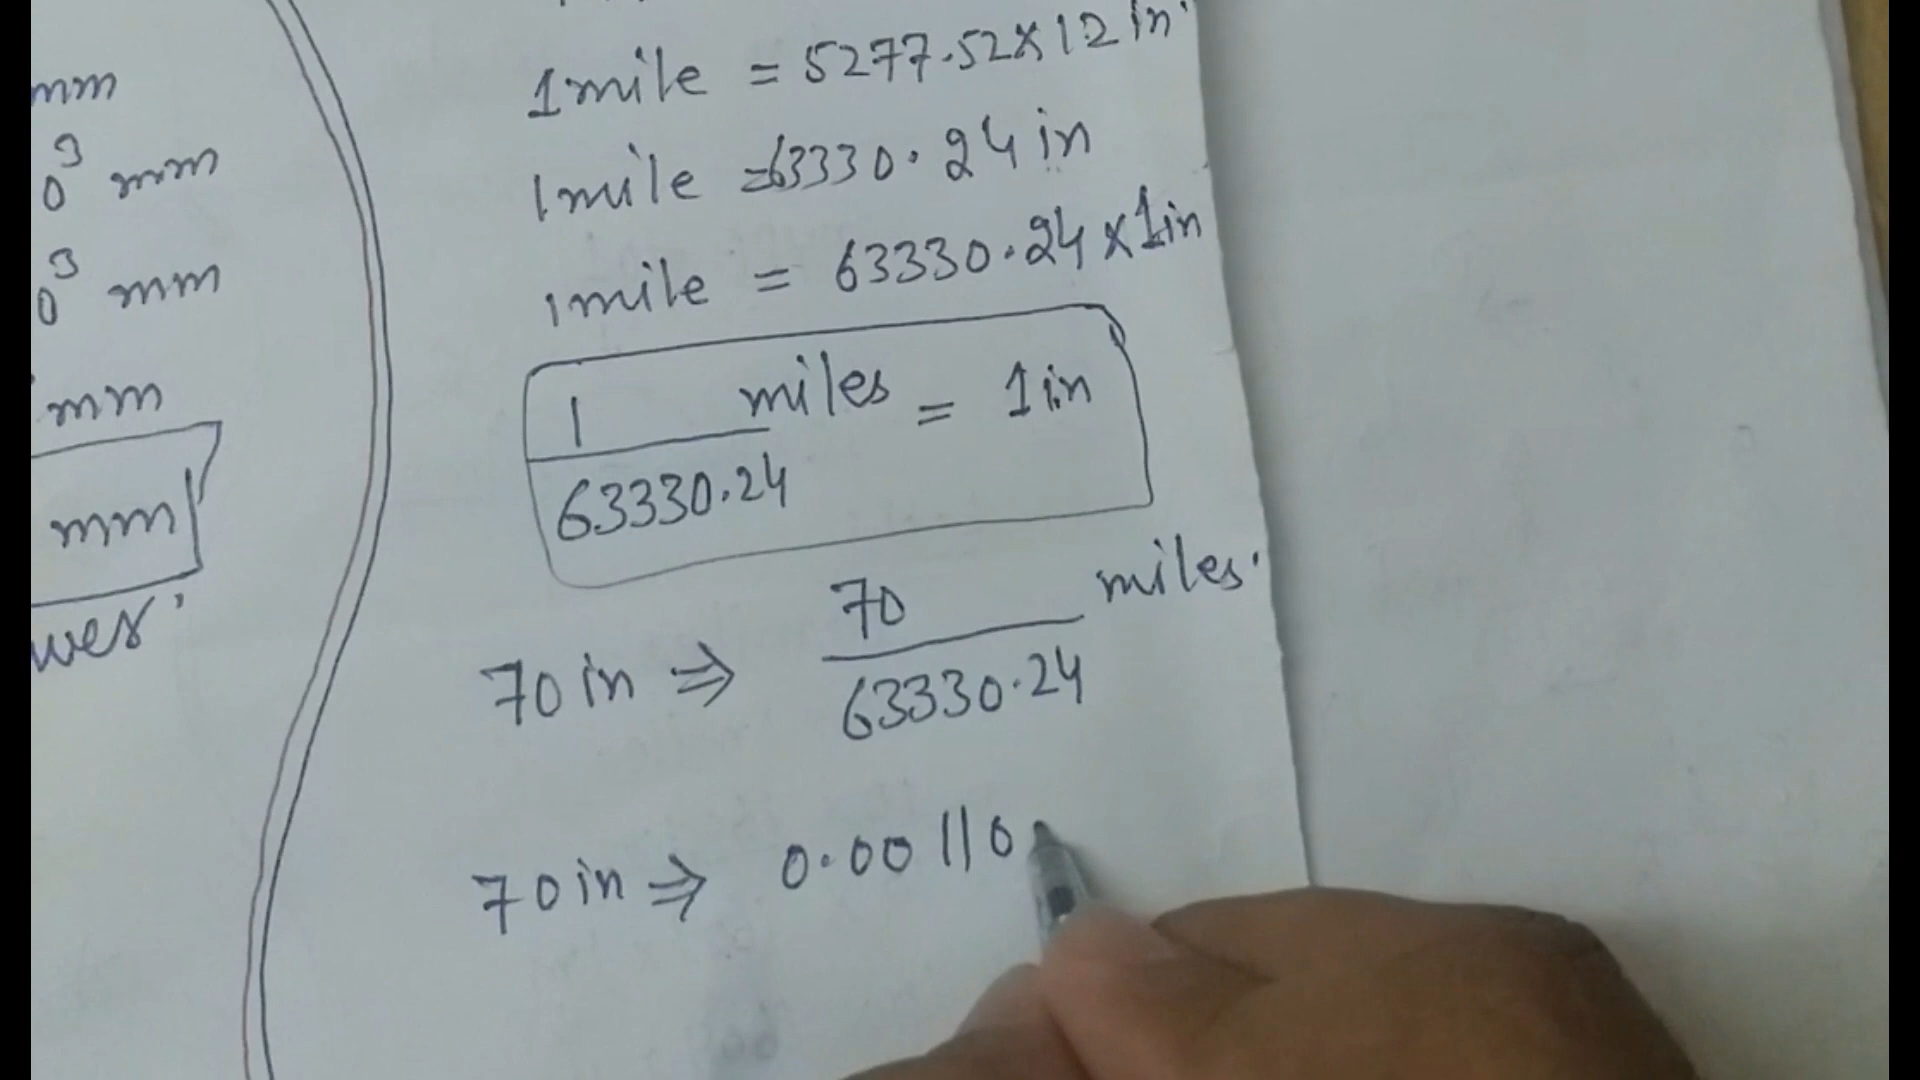 mm
0³ mm
0³ mm
mm
mm
wer'
1 mile = 5277.52 × 12 in
1 mile = 63330.24 in
1 mile = 63330.24 × 1 in
1 miles = 1 in
63330.24
70 in ⇒ 70 miles.
63330.24
70 in ⇒ 0.00110